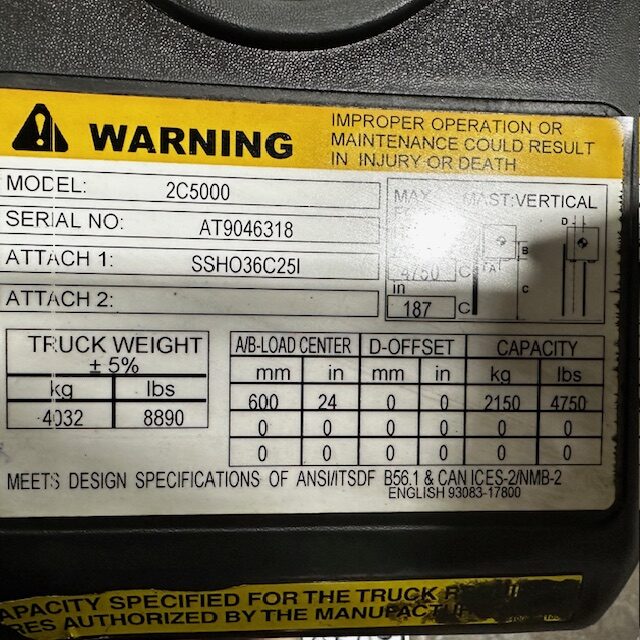 WARNING
IMPROPER OPERATION OR
MAINTENANCE COULD RESULT
IN INJURY OR DEATH
MODEL: 2C5000
SERIAL NO: AT9046318
ATTACH 1: SSHO36C25I
ATTACH 2:
MAST:VERTICAL
4750 C
in
187 C
A
B
C
D
TRUCK WEIGHT
± 5%
kg lbs
4032 8890
A/B-LOAD CENTER D-OFFSET CAPACITY
mm in mm in kg lbs
600 24 0 0 2150 4750
0 0 0 0 0 0
0 0 0 0 0 0
MEETS DESIGN SPECIFICATIONS OF ANSI/ITSDF B56.1 & CAN ICES-2/NMB-2
ENGLISH 93083-17800
APACITY SPECIFIED FOR THE TRUCK
RES AUTHORIZED BY THE MANUFACTU